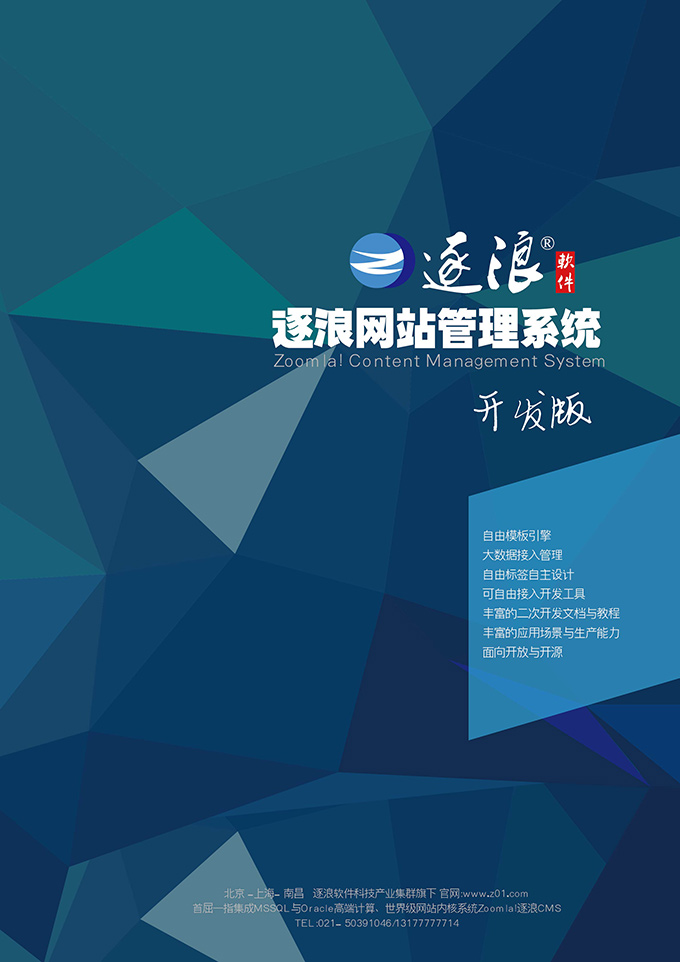 逐浪®
軟件
逐浪网站管理系统
Zoomla! Content Management System
开发版
自由模板引擎
大数据接入管理
自由标签自主设计
可自由接入开发工具
丰富的二次开发文档与教程
丰富的应用场景与生产能力
面向开放与开源
北京 -上海- 南昌 逐浪软件科技产业集群旗下 官网:www.z01.com
首屈一指集成MSSQL与Oracle高端计算、世界级网站内核系统Zoomla!逐浪CMS
TEL:021- 50391046/13177777714